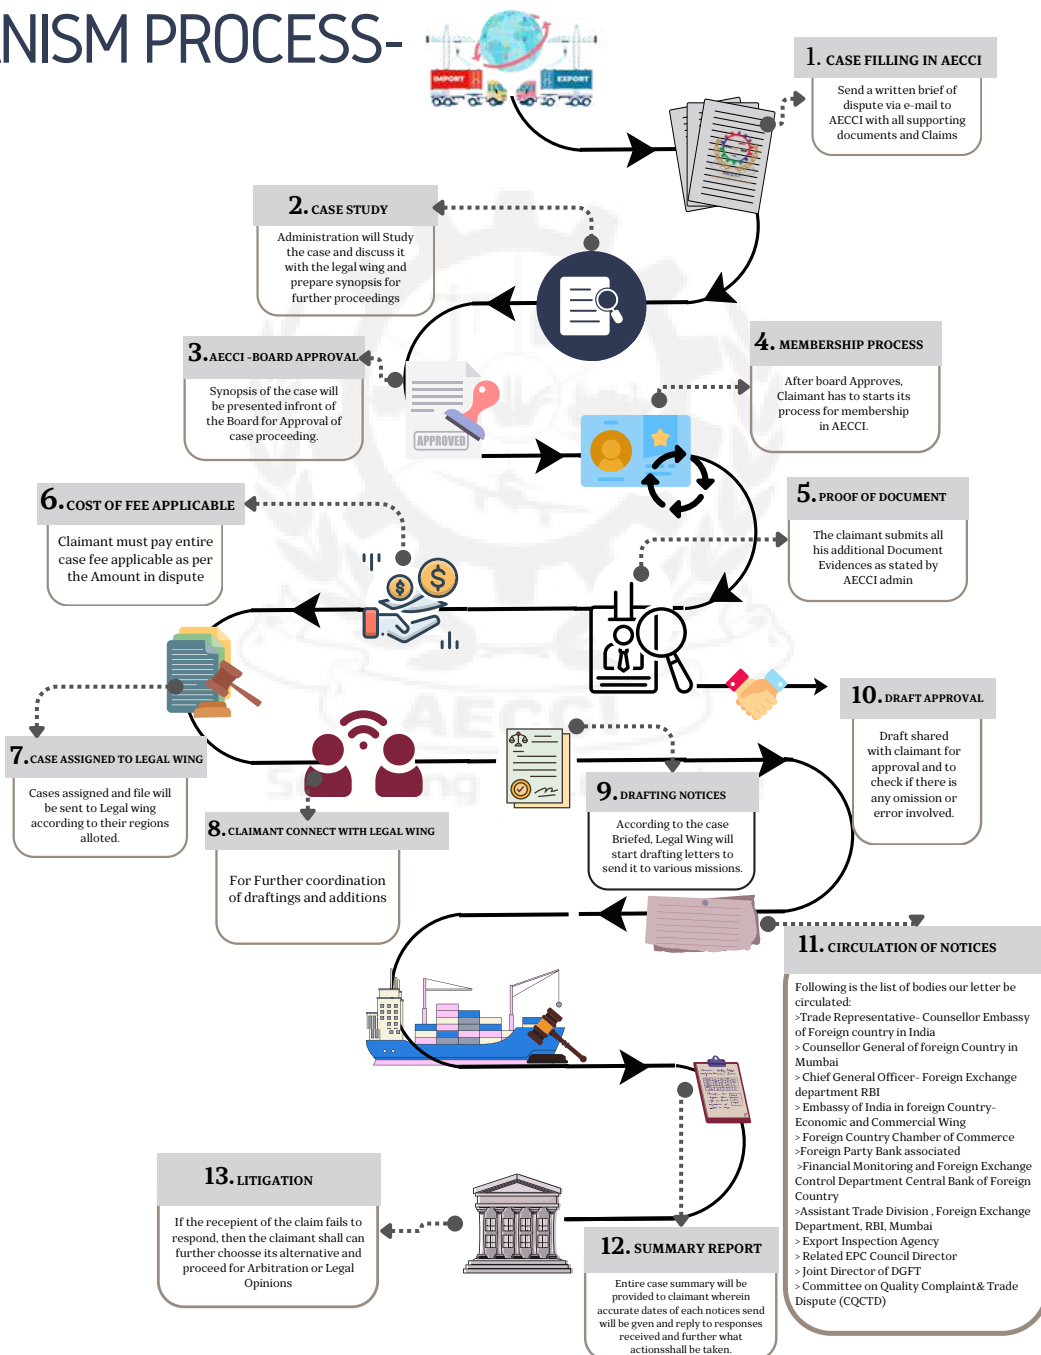 ANISM PROCESS-
IMPORT
EXPORT
1. CASE FILLING IN AECCI
Send a written brief of
dispute via e-mail to
AECCI with all supporting
documents and Claims
2. CASE STUDY
Administration will Study
the case and discuss it
with the legal wing and
prepare synopsis for
further proceedings
3. AECCI -BOARD APPROVAL
Synopsis of the case will
be presented infront of
the Board for Approval of
case proceeding.
APPROVED
4. MEMBERSHIP PROCESS
After board Approves,
Claimant has to starts its
process for membership
in AECCI.
5. PROOF OF DOCUMENT
The claimant submits all
his additional Document
Evidences as stated by
AECCI admin
6. COST OF FEE APPLICABLE
Claimant must pay entire
case fee applicable as per
the Amount in dispute
7. CASE ASSIGNED TO LEGAL WING
Cases assigned and file will
be sent to Legal wing
according to their regions
alloted.
8. CLAIMANT CONNECT WITH LEGAL WING
For Further coordination
of draftings and additions
9. DRAFTING NOTICES
According to the case
Briefed, Legal Wing will
start drafting letters to
send it to various missions.
10. DRAFT APPROVAL
Draft shared
with claimant for
approval and to
check if there is
any omission or
error involved.
AECCI
11. CIRCULATION OF NOTICES
Following is the list of bodies our letter be
circulated:
>Trade Representative- Counsellor Embassy
of Foreign country in India
> Counsellor General of foreign Country in
Mumbai
> Chief General Officer- Foreign Exchange
department RBI
> Embassy of India in foreign Country-
Economic and Commercial Wing
> Foreign Country Chamber of Commerce
>Foreign Party Bank associated
>Financial Monitoring and Foreign Exchange
Control Department Central Bank of Foreign
Country
>Assistant Trade Division , Foreign Exchange
Department, RBI, Mumbai
> Export Inspection Agency
> Related EPC Council Director
> Joint Director of DGFT
> Committee on Quality Complaint& Trade
Dispute (CQCTD)
12. SUMMARY REPORT
Entire case summary will be
provided to claimant wherein
accurate dates of each notices send
will be gven and reply to responses
received and further what
actionsshall be taken.
13. LITIGATION
If the recepient of the claim fails to
respond, then the claimant shall can
further choosse its alternative and
proceed for Arbitration or Legal
Opinions